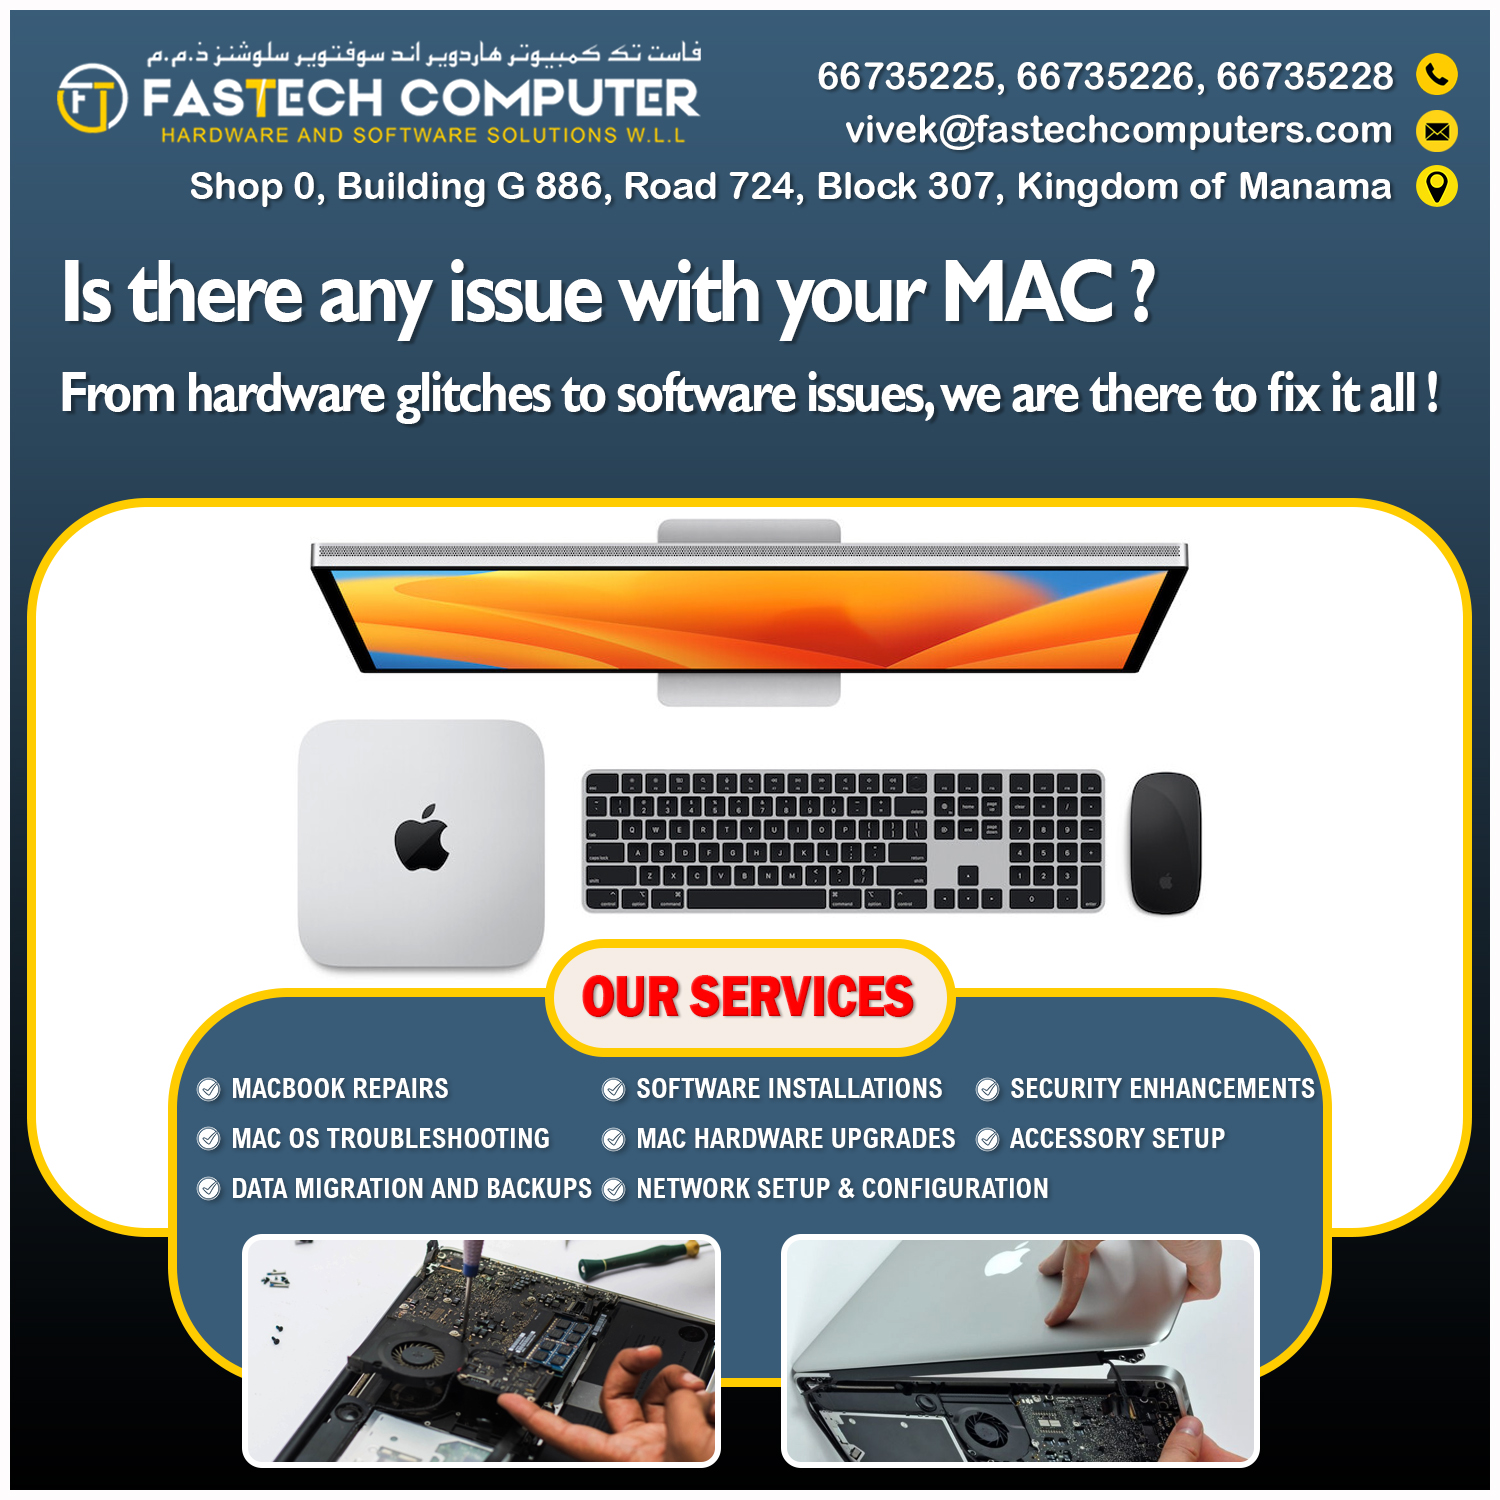 فاست تك كمبيوتر هاردوير اند سوفتوير سلوشنز ذ.م.م
FASTECH COMPUTER
HARDWARE AND SOFTWARE SOLUTIONS W.L.L
66735225, 66735226, 66735228
vivek@fastechcomputers.com
Shop 0, Building G 886, Road 724, Block 307, Kingdom of Manama
Is there any issue with your MAC ?
From hardware glitches to software issues, we are there to fix it all !
OUR SERVICES
MACBOOK REPAIRS
MAC OS TROUBLESHOOTING
DATA MIGRATION AND BACKUPS
SOFTWARE INSTALLATIONS
MAC HARDWARE UPGRADES
NETWORK SETUP & CONFIGURATION
SECURITY ENHANCEMENTS
ACCESSORY SETUP